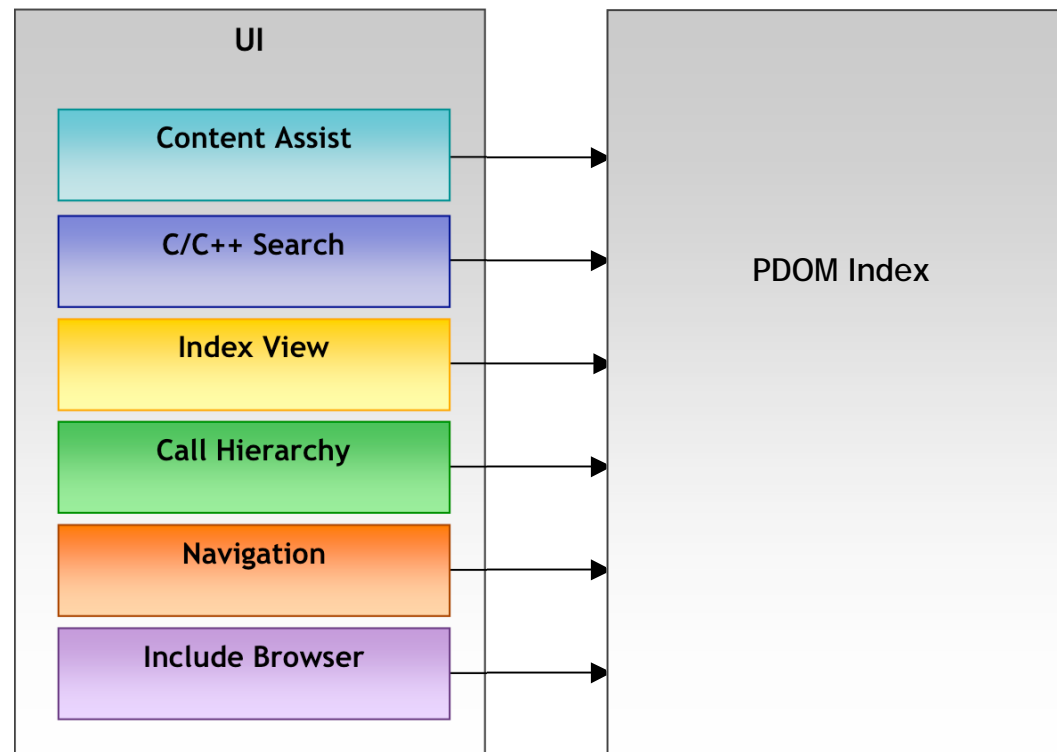 UI
Content Assist
C/C++ Search
Index View
Call Hierarchy
Navigation
Include Browser
PDOM Index